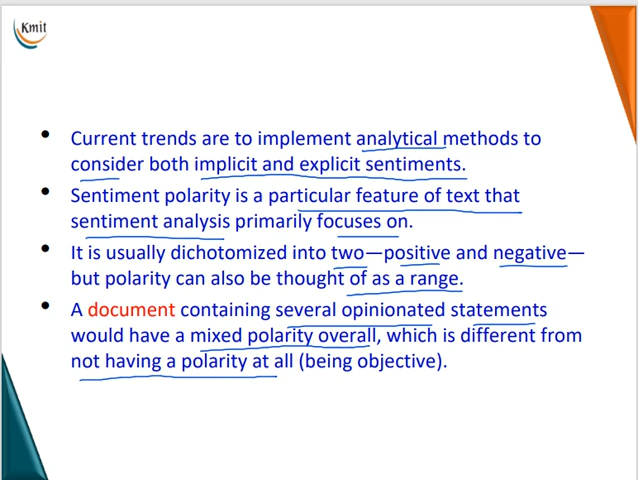 Kmit
• Current trends are to implement analytical methods to
consider both implicit and explicit sentiments.
• Sentiment polarity is a particular feature of text that
sentiment analysis primarily focuses on.
• It is usually dichotomized into two—positive and negative—
but polarity can also be thought of as a range.
• A document containing several opinionated statements
would have a mixed polarity overall, which is different from
not having a polarity at all (being objective).